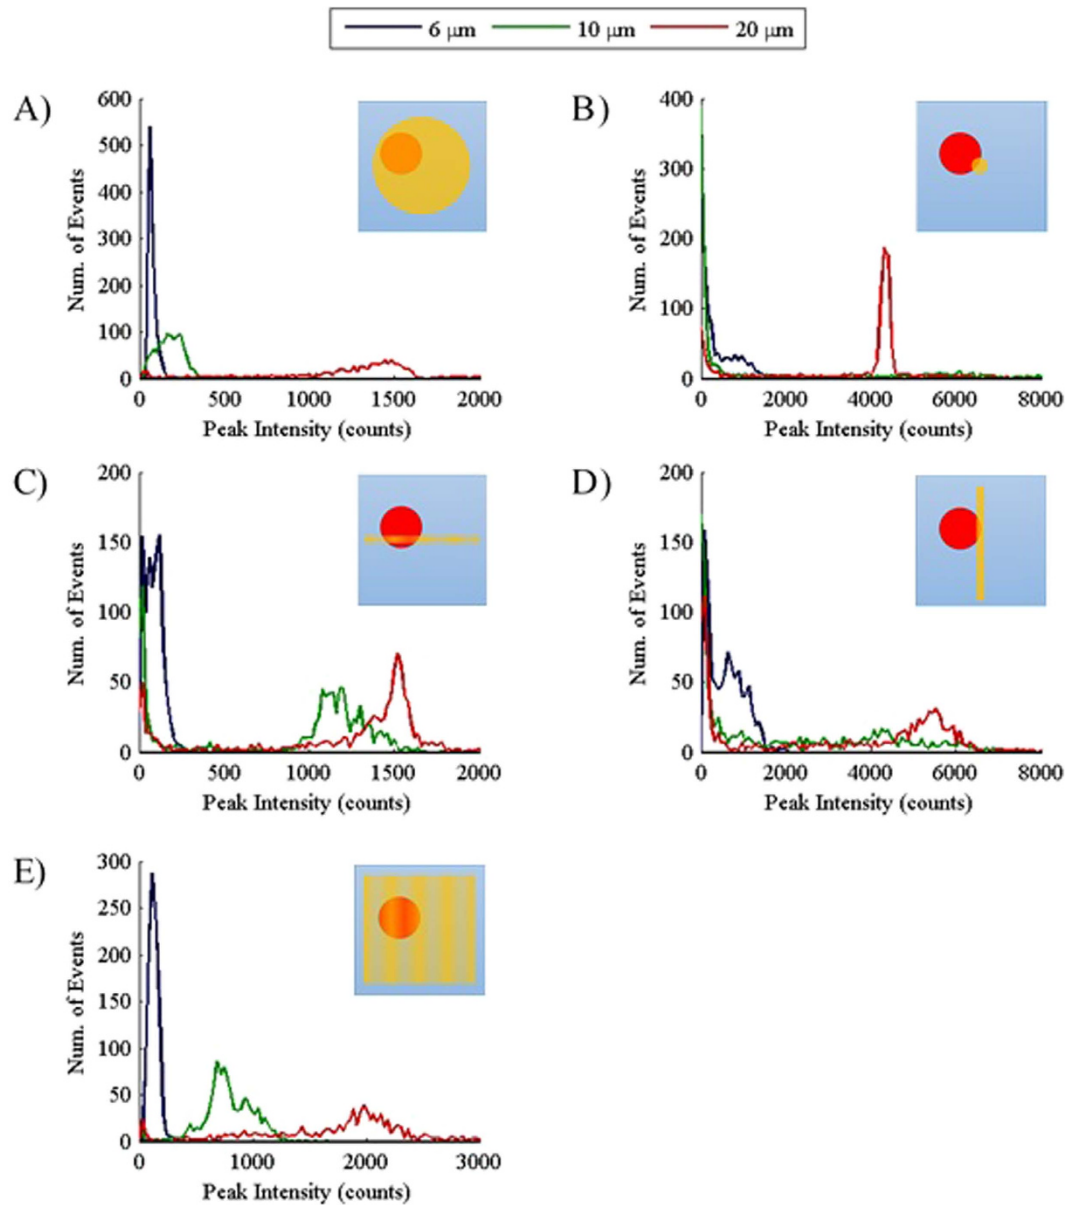 6 µm 10 µm 20 µm
A) B)
600
500
400
300
200
100
0
Num. of Events
0 500 1000 1500 2000
Peak Intensity (counts)
400
300
200
100
0
Num. of Events
0 2000 4000 6000 8000
Peak Intensity (counts)
C) D)
200
150
100
50
0
Num. of Events
0 500 1000 1500 2000
Peak Intensity (counts)
200
150
100
50
0
Num. of Events
0 2000 4000 6000 8000
Peak Intensity (counts)
E)
300
250
200
150
100
50
0
Num. of Events
0 1000 2000 3000
Peak Intensity (counts)